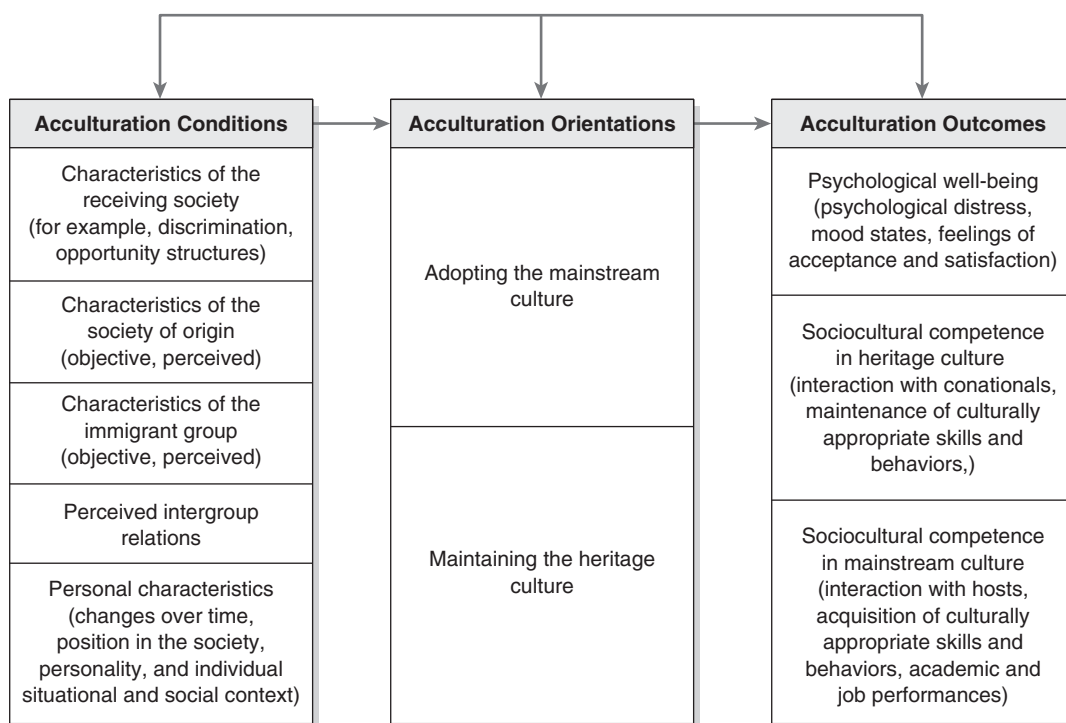 Acculturation Conditions
Characteristics of the
receiving society
(for example, discrimination,
opportunity structures)
Characteristics of the
society of origin
(objective, perceived)
Characteristics of the
immigrant group
(objective, perceived)
Perceived intergroup
relations
Personal characteristics
(changes over time,
position in the society,
personality, and individual
situational and social context)
Acculturation Orientations
Adopting the mainstream
culture
Maintaining the heritage
culture
Acculturation Outcomes
Psychological well-being
(psychological distress,
mood states, feelings of
acceptance and satisfaction)
Sociocultural competence
in heritage culture
(interaction with conationals,
maintenance of culturally
appropriate skills and
behaviors,)
Sociocultural competence
in mainstream culture
(interaction with hosts,
acquisition of culturally
appropriate skills and
behaviors, academic and
job performances)